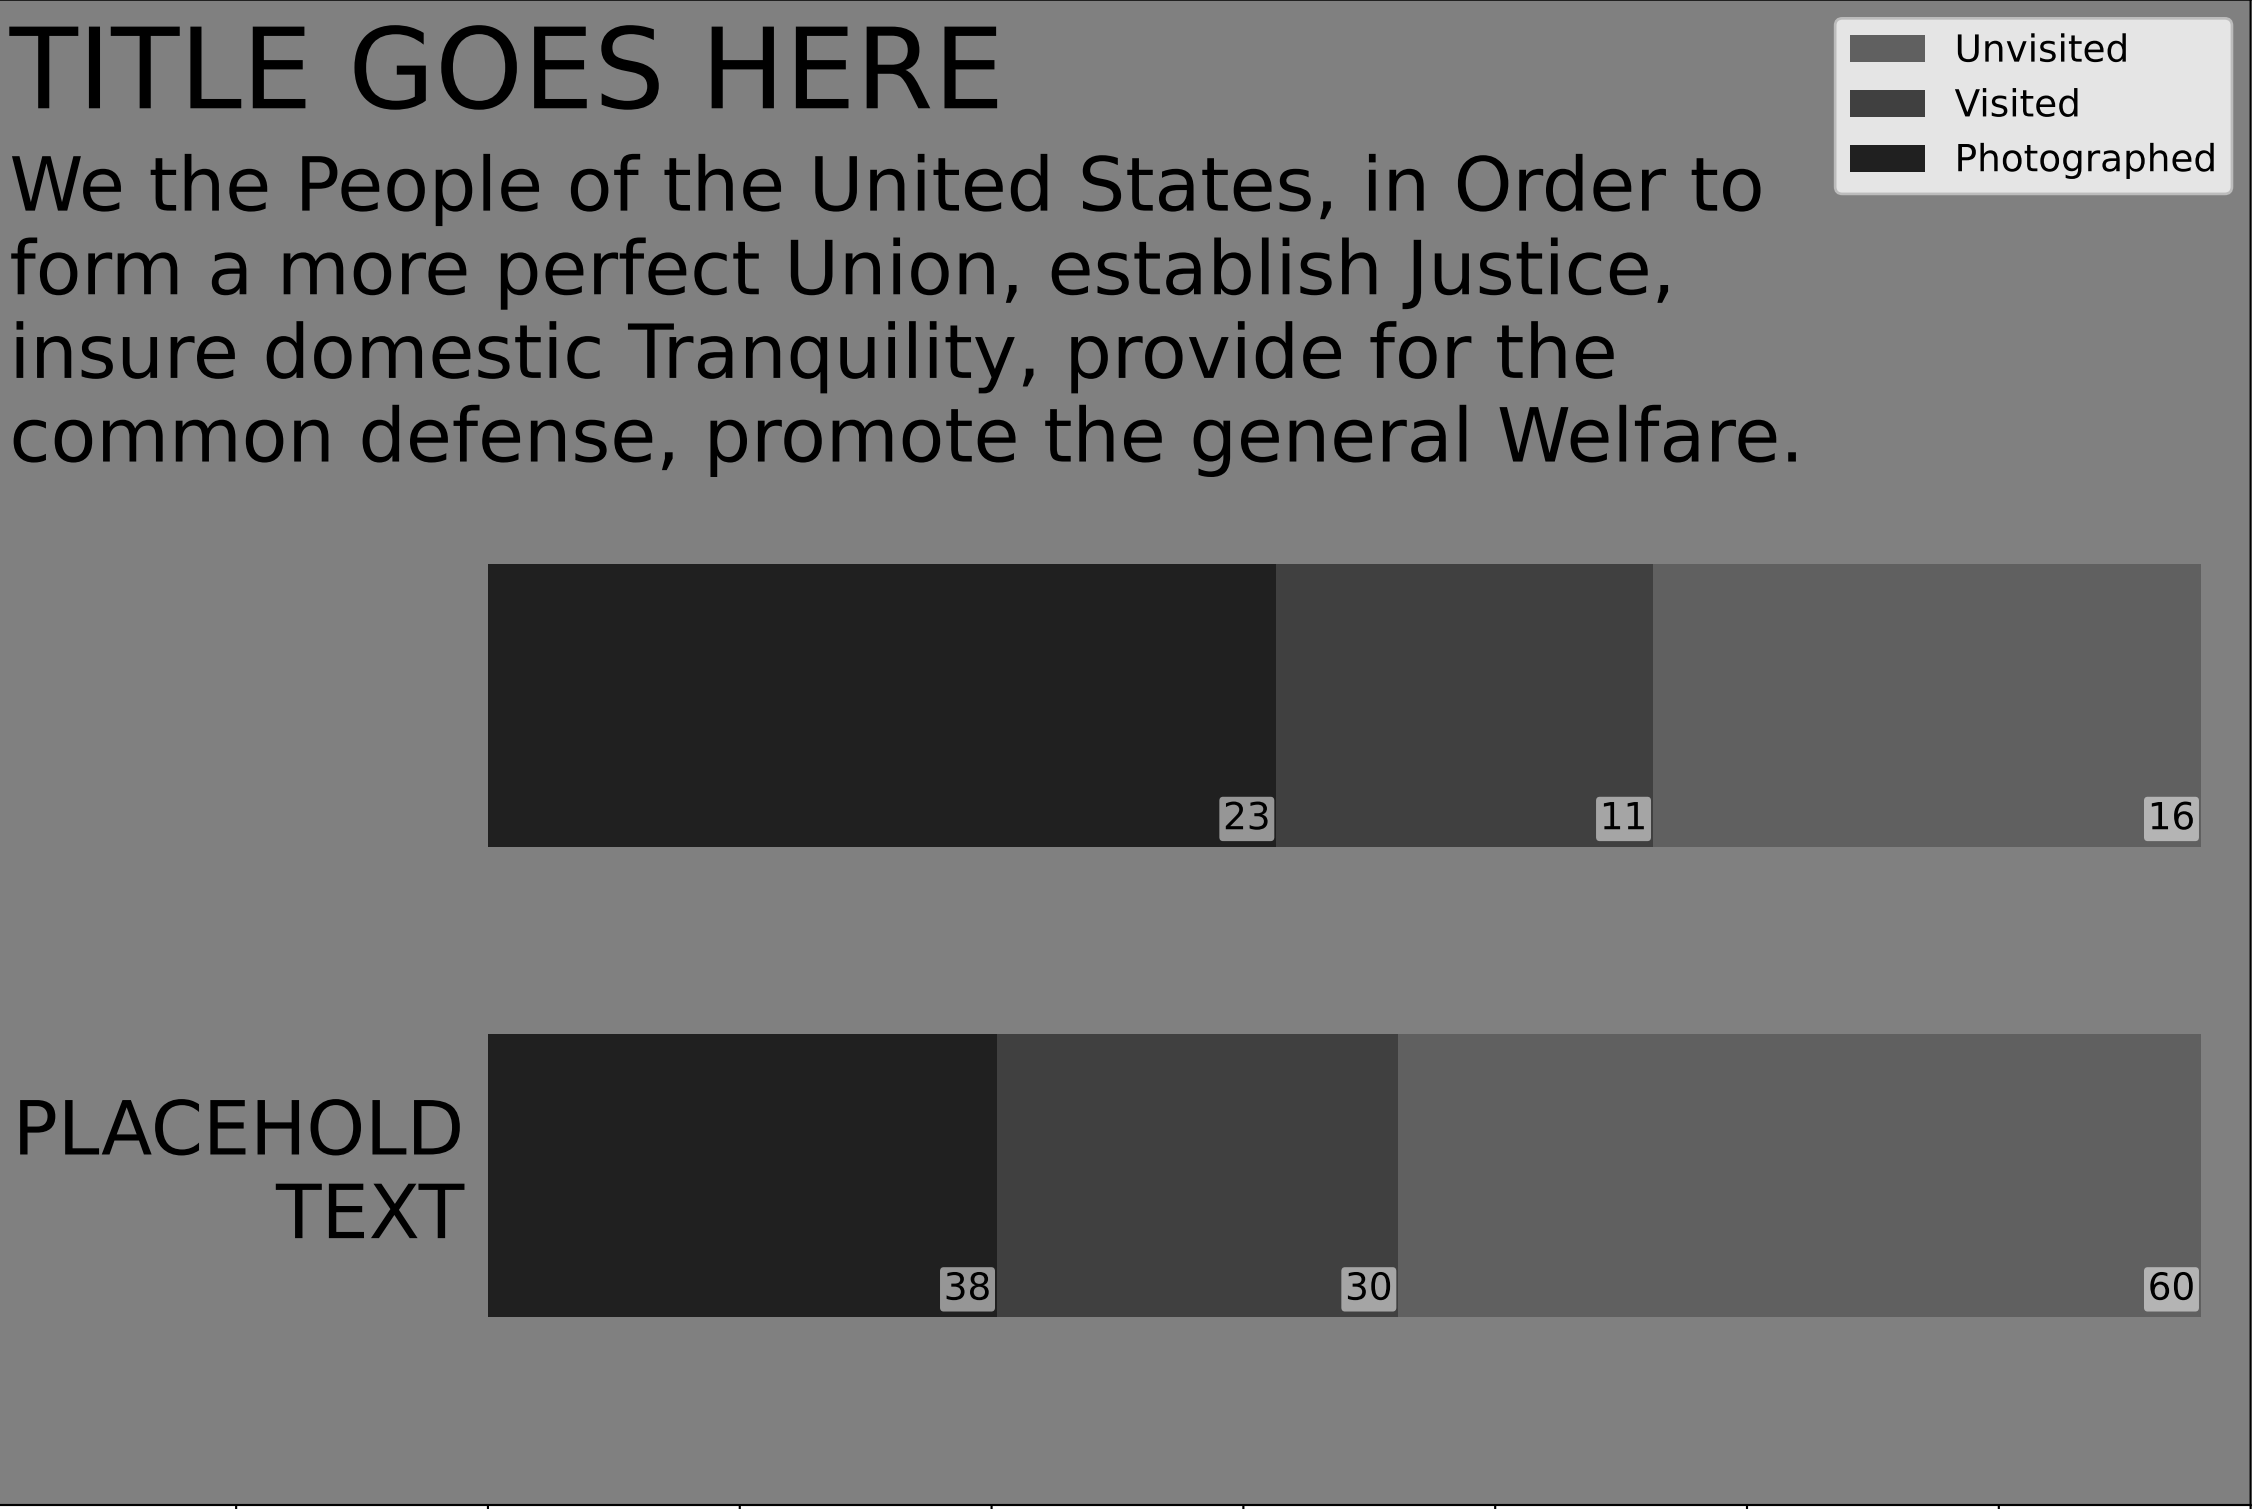 TITLE GOES HERE
We the People of the United States, in Order to
form a more perfect Union, establish Justice,
insure domestic Tranquility, provide for the
common defense, promote the general Welfare.
Unvisited
Visited
Photographed
23
11
16
PLACEHOLD
TEXT
38
30
60